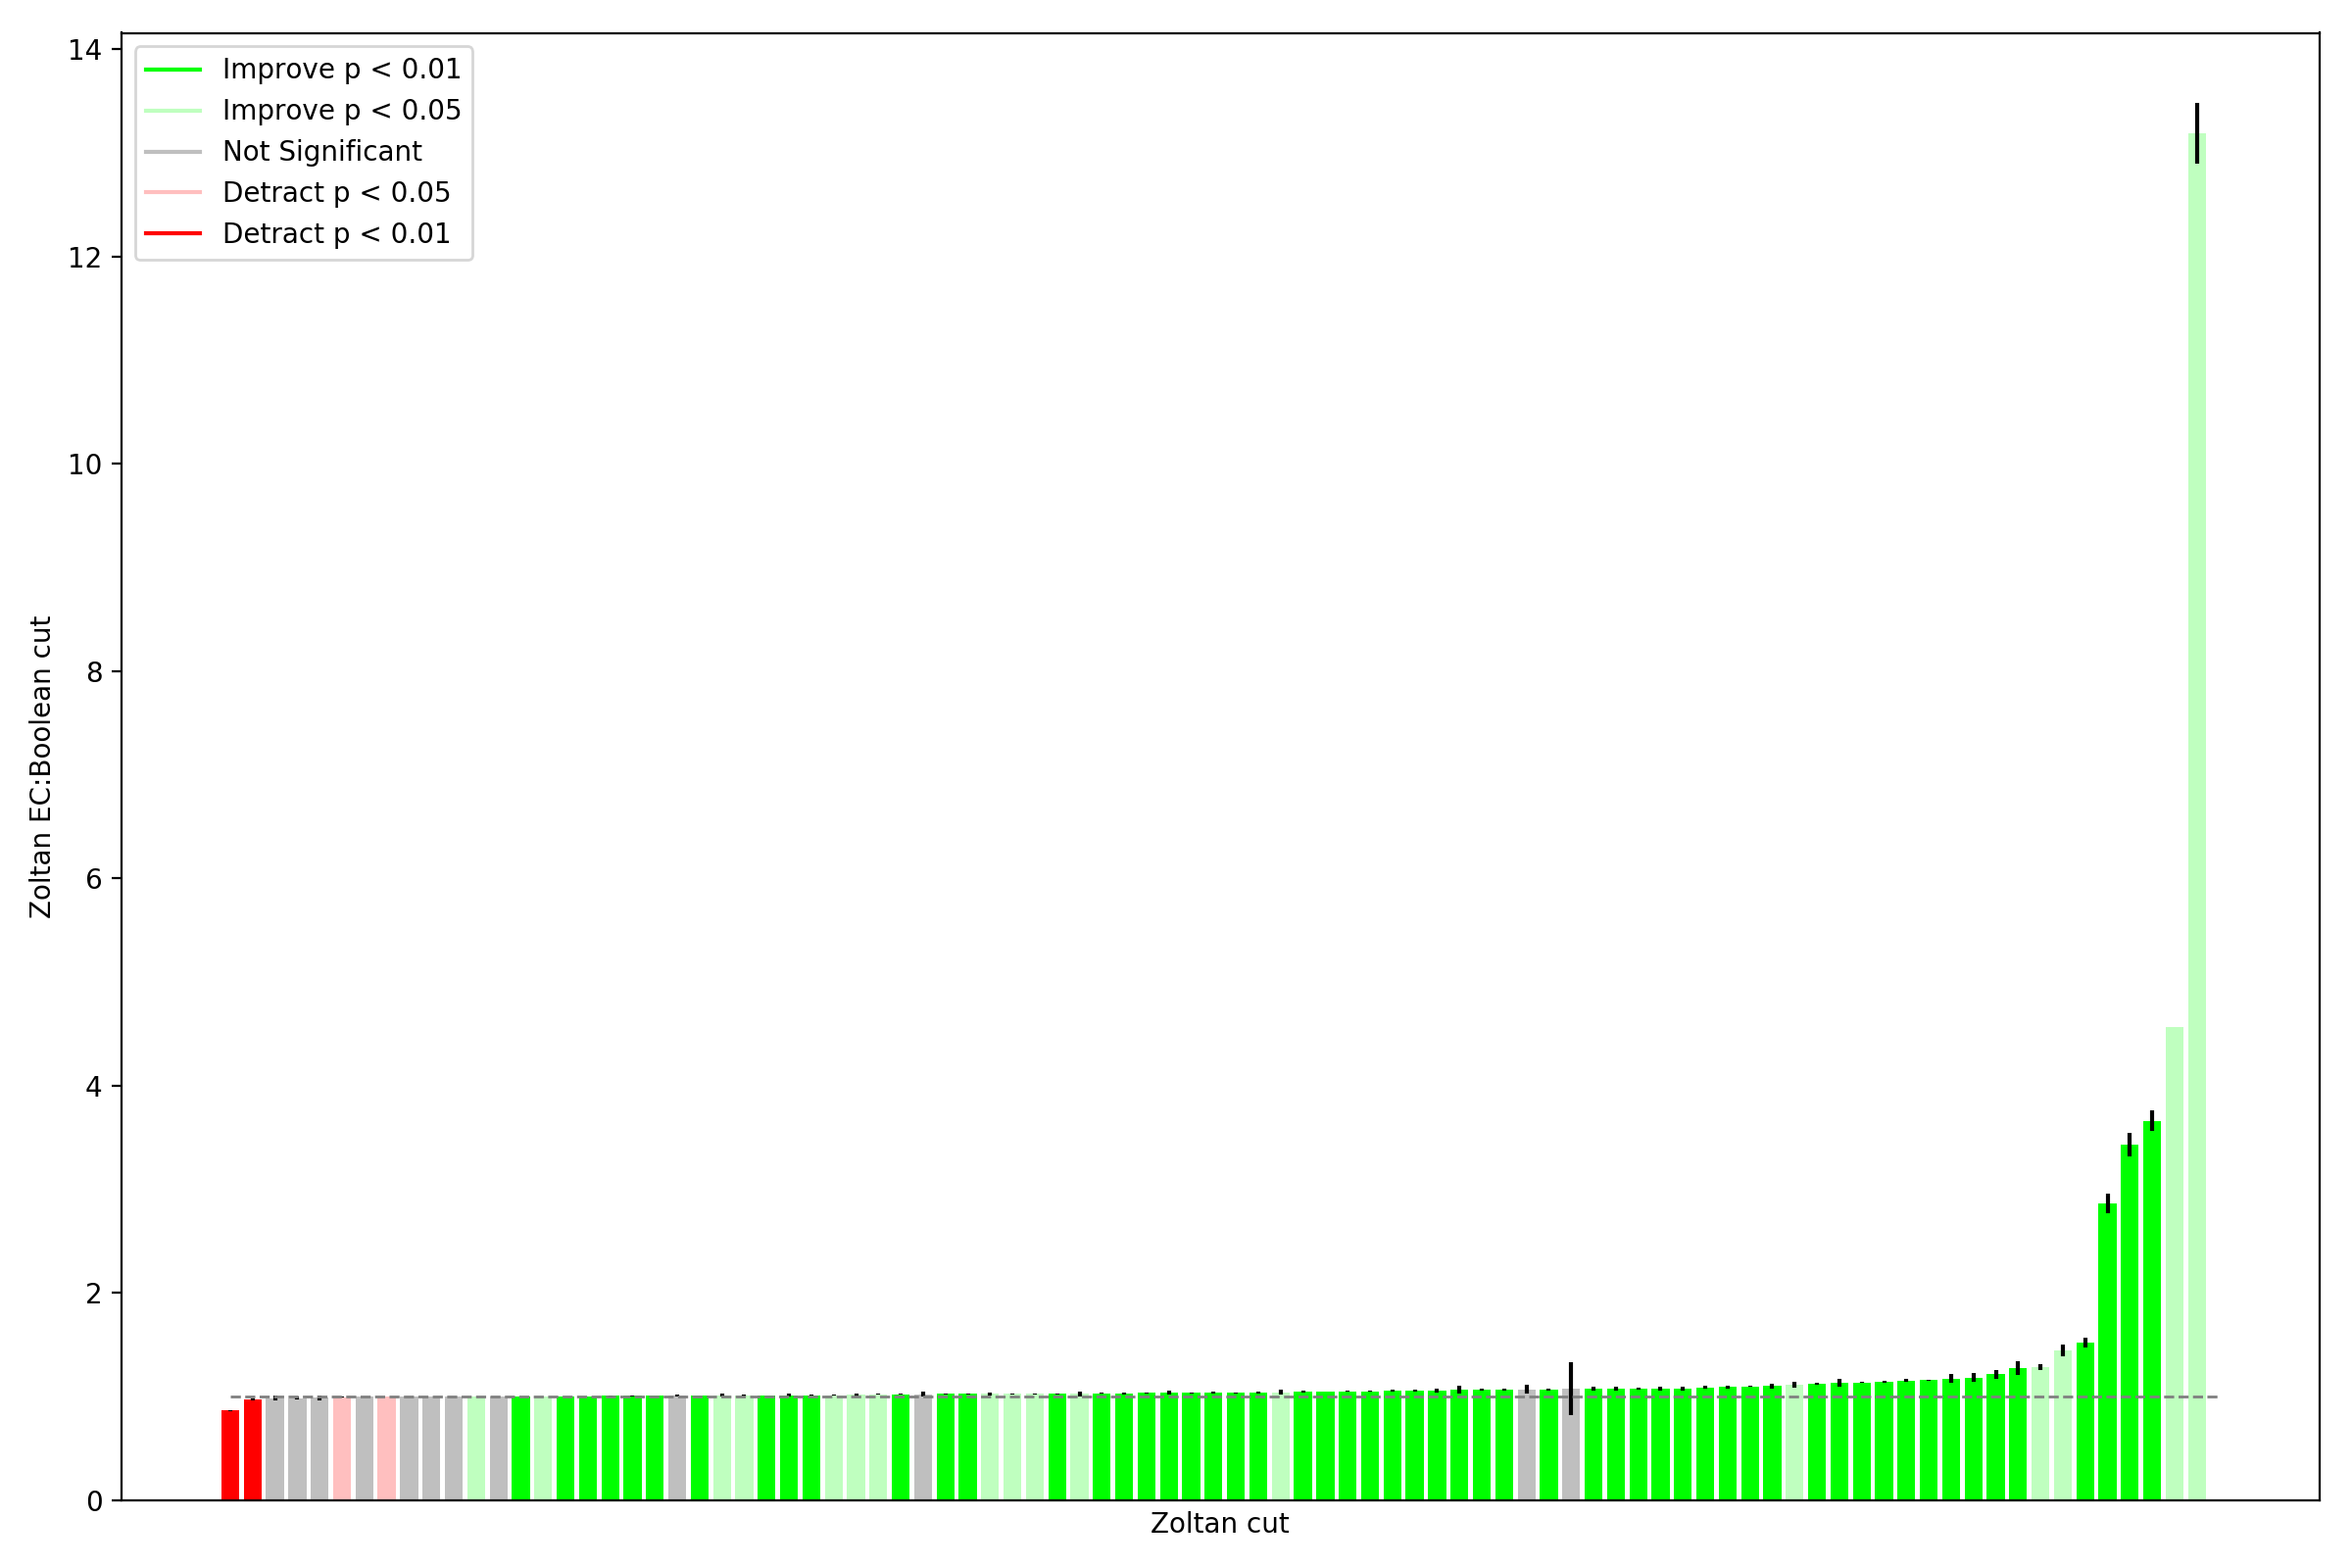 14
12
10
8
6
4
2
0
Zoltan EC:Boolean cut
Improve p < 0.01
Improve p < 0.05
Not Significant
Detract p < 0.05
Detract p < 0.01
Zoltan cut